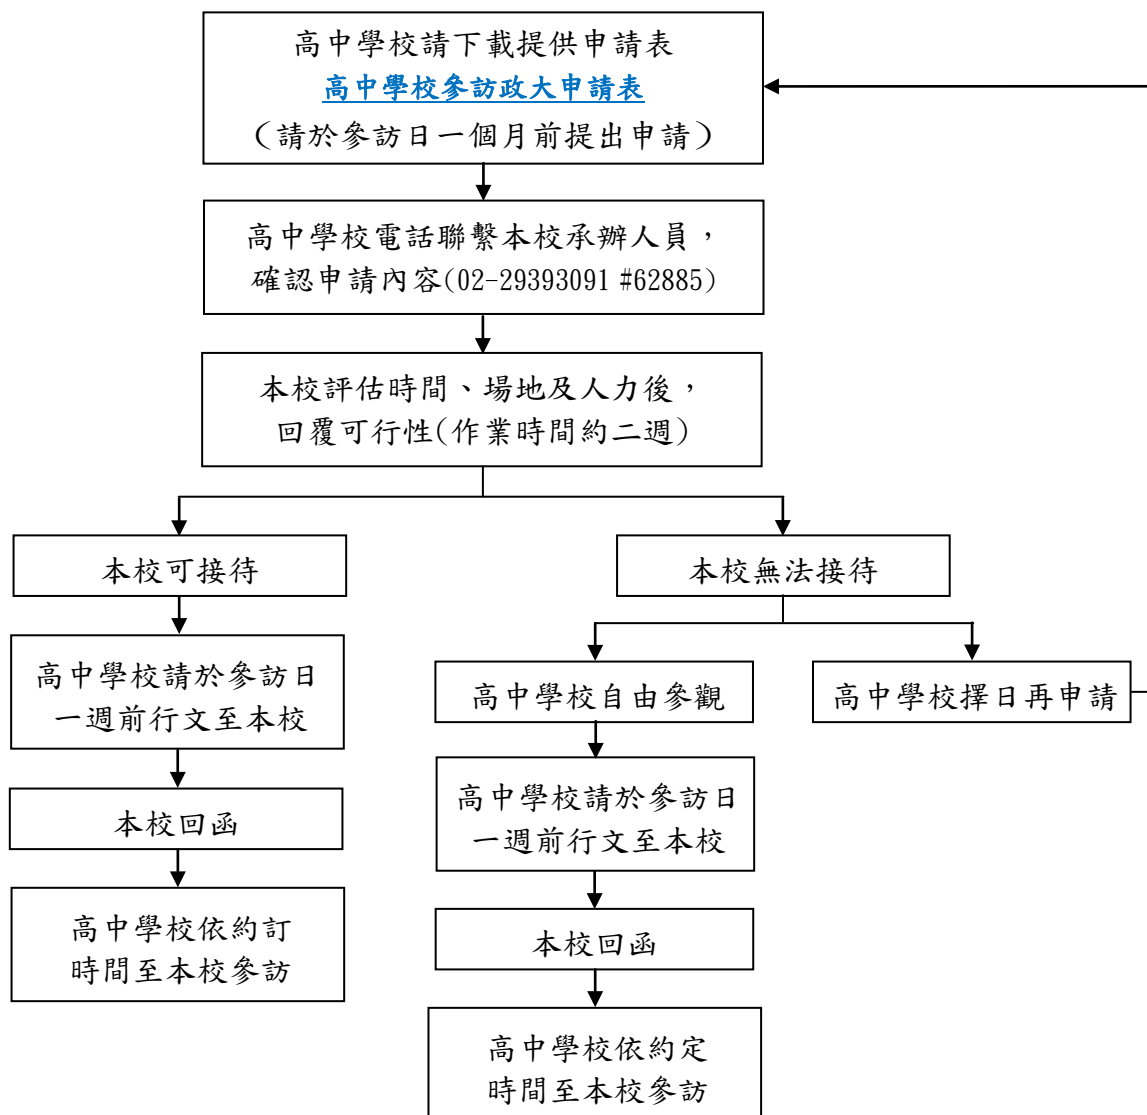 高中學校請下載提供申請表
高中學校參訪政大申請表
（請於參訪日一個月前提出申請）
高中學校電話聯繫本校承辦人員，
確認申請內容(02-29393091 #62885)
本校評估時間、場地及人力後，
回覆可行性(作業時間約二週)
本校可接待
本校無法接待
高中學校請於參訪日
一週前行文至本校
高中學校自由參觀
高中學校擇日再申請
本校回函
高中學校請於參訪日
一週前行文至本校
高中學校依約訂
時間至本校參訪
本校回函
高中學校依約定
時間至本校參訪